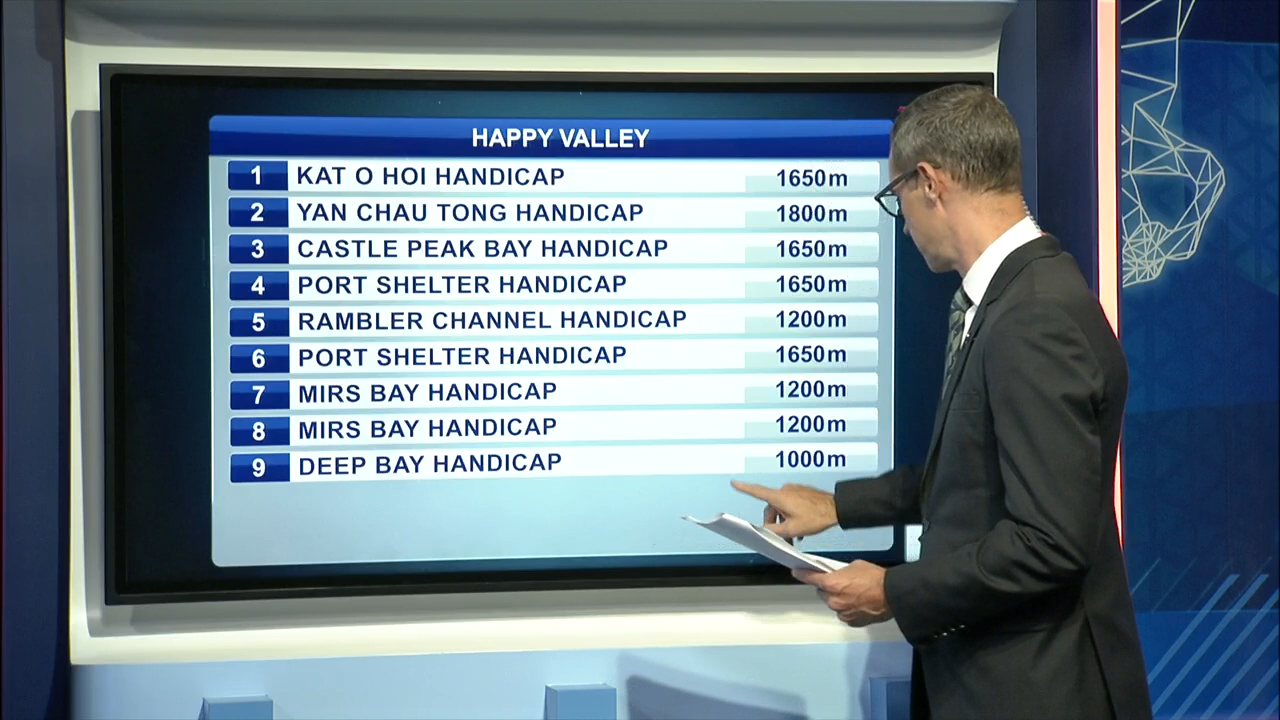 HAPPY VALLEY
1 KAT O HOI HANDICAP 1650m
2 YAN CHAU TONG HANDICAP 1800m
3 CASTLE PEAK BAY HANDICAP 1650m
4 PORT SHELTER HANDICAP 1650m
5 RAMBLER CHANNEL HANDICAP 1200m
6 PORT SHELTER HANDICAP 1650m
7 MIRS BAY HANDICAP 1200m
8 MIRS BAY HANDICAP 1200m
9 DEEP BAY HANDICAP 1000m